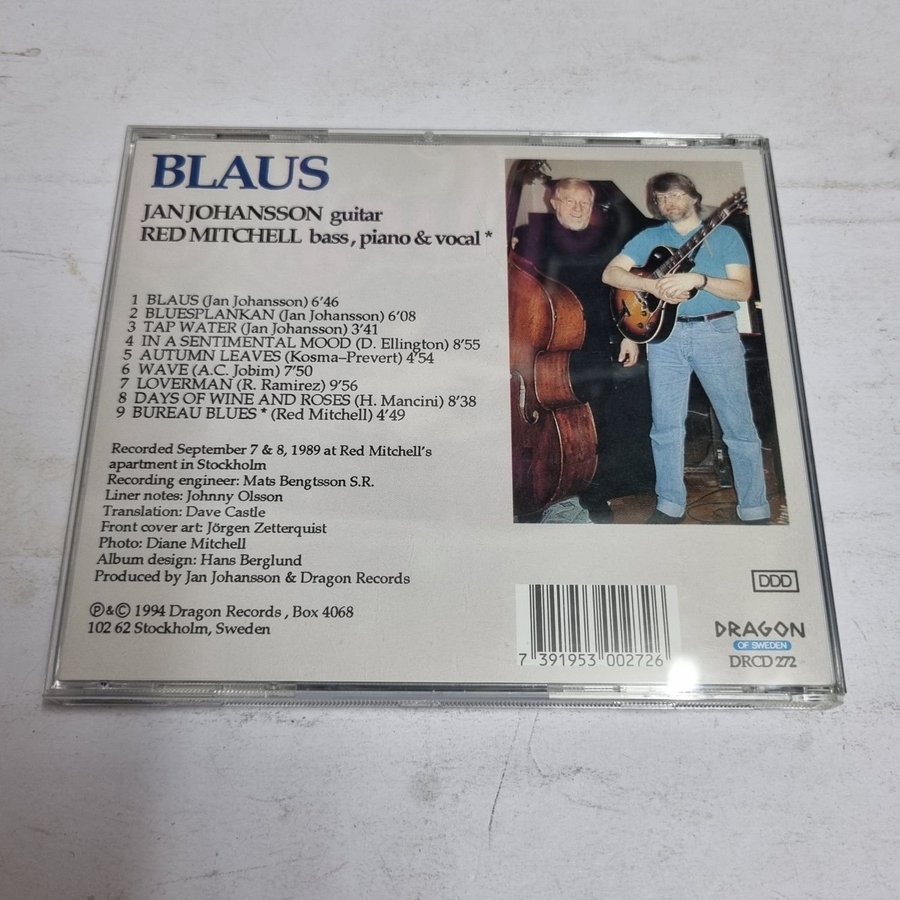 BLAUS
JAN JOHANSSON guitar
RED MITCHELL bass, piano & vocal *
1 BLAUS (Jan Johansson) 6'46
2 BLUESPLANKAN (Jan Johansson) 6'08
3 TAP WATER (Jan Johansson) 3'41
4 IN A SENTIMENTAL MOOD (D. Ellington) 8'55
5 AUTUMN LEAVES (Kosma–Prevert) 4'54
6 WAVE (A.C. Jobim) 7'50
7 LOVERMAN (R. Ramirez) 9'56
8 DAYS OF WINE AND ROSES (H. Mancini) 8'38
9 BUREAU BLUES * (Red Mitchell) 4'49
Recorded September 7 & 8, 1989 at Red Mitchell's
apartment in Stockholm
Recording engineer: Mats Bengtsson S.R.
Liner notes: Johnny Olsson
Translation: Dave Castle
Front cover art: Jörgen Zetterquist
Photo: Diane Mitchell
Album design: Hans Berglund
Produced by Jan Johansson & Dragon Records
℗&© 1994 Dragon Records, Box 4068
102 62 Stockholm, Sweden
7 391953 002726
DDD
DRAGON
OF SWEDEN
DRCD 272